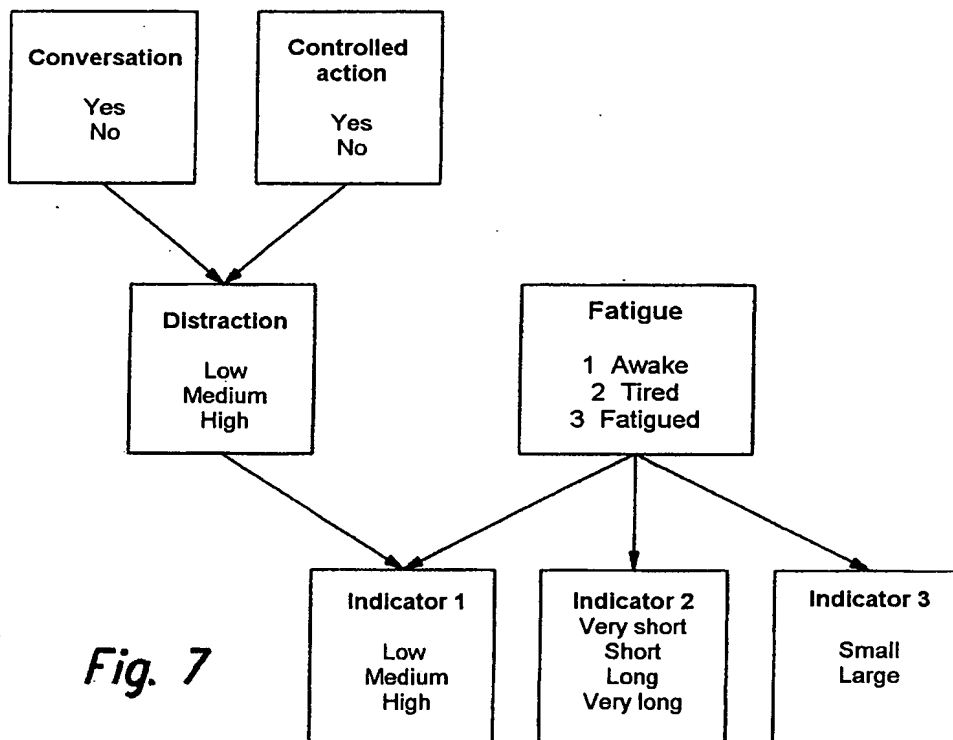 Conversation
Yes
No
Controlled
action
Yes
No
Distraction
Low
Medium
High
Fatigue
1 Awake
2 Tired
3 Fatigued
Indicator 1
Low
Medium
High
Indicator 2
Very short
Short
Long
Very long
Indicator 3
Small
Large
Fig. 7